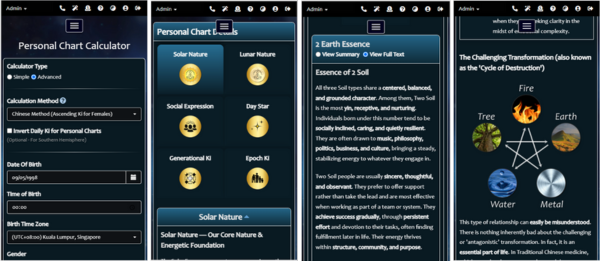 Admin
Personal Chart Calculator
Calculator Type
Simple Advanced
Calculation Method
Chinese Method (Ascending Ki for Females)
Invert Daily Ki for Personal Charts
(Optional - For Southern Hemisphere)
Date Of Birth
09/05/1998
Time of Birth
00:00
Birth Time Zone
(UTC+08:00) Kuala Lumpur, Singapore
Gender
Admin
Personal Chart Details
Solar Nature
Lunar Nature
Social Expression
Day Star
Generational Ki
Epoch Ki
Solar Nature
Solar Nature — Our Core Nature &
Energetic Foundation
Admin
2 Earth Essence
View Summary View Full Text
Essence of 2 Soil
All three Soil types share a centered, balanced,
and grounded character. Among them, Two Soil
is the most yin, receptive, and nurturing.
Individuals born under this number tend to be
socially inclined, caring, and quietly resilient.
They are often drawn to music, philosophy,
politics, business, and culture, bringing a steady,
stabilizing energy to whatever they engage in.
Two Soil people are usually sincere, thoughtful,
and observant. They prefer to offer support
rather than take the lead and are most effective
when working as part of a team or system. They
achieve success gradually, through persistent
effort and devotion to their tasks, often finding
fulfillment later in life. Their energy thrives
within structure, community, and purpose.
Admin
when they
king clarity in the
midst of
al complexity.
The Challenging Transformation (also known
as the 'Cycle of Destruction')
Fire
Tree
Earth
Water
Metal
This type of relationship can easily be misunderstood.
There is nothing inherently bad about the challenging
or 'antagonistic' transformation. In fact, it is an
essential part of life. In Traditional Chinese medicine,